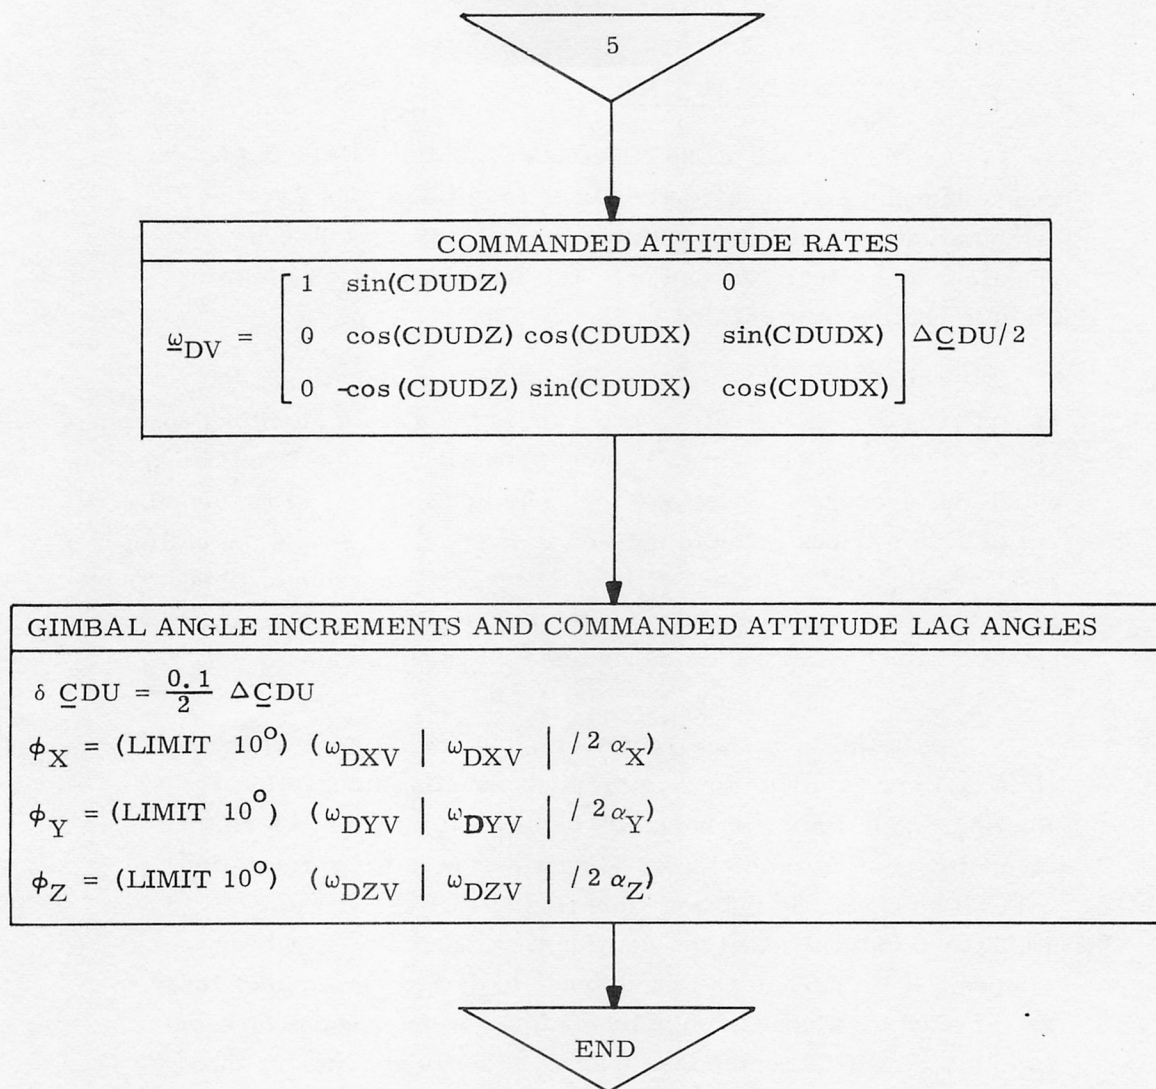 5
COMMANDED ATTITUDE RATES
1 sin(CDUDZ) 0
ω_DV = [ 0 cos(CDUDZ) cos(CDUDX) sin(CDUDX) ] ΔCDU/2
0 -cos (CDUDZ) sin(CDUDX) cos(CDUDX)
GIMBAL ANGLE INCREMENTS AND COMMANDED ATTITUDE LAG ANGLES
δ CDU = 0.1/2 ΔCDU
ϕ_X = (LIMIT 10°) (ω_DXV | ω_DXV | / 2 α_X)
ϕ_Y = (LIMIT 10°) (ω_DYV | ω_DYV | / 2 α_Y)
ϕ_Z = (LIMIT 10°) (ω_DZV | ω_DZV | / 2 α_Z)
END